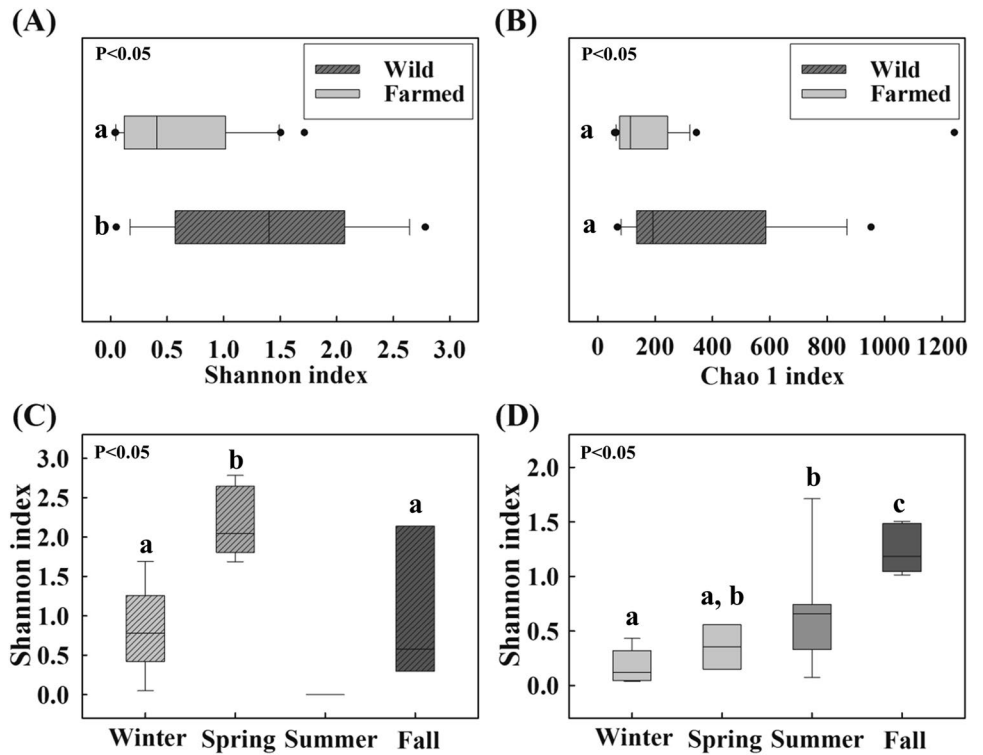 (A)
P<0.05
Wild
Farmed
a
b
0.0 0.5 1.0 1.5 2.0 2.5 3.0
Shannon index
(B)
P<0.05
Wild
Farmed
a
a
0 200 400 600 800 1000 1200
Chao 1 index
(C)
P<0.05
Shannon index
3.0
2.5
2.0
1.5
1.0
0.5
0.0
a
b
a
Winter Spring Summer Fall
(D)
P<0.05
Shannon index
2.0
1.5
1.0
0.5
0.0
a
a, b
b
c
Winter Spring Summer Fall